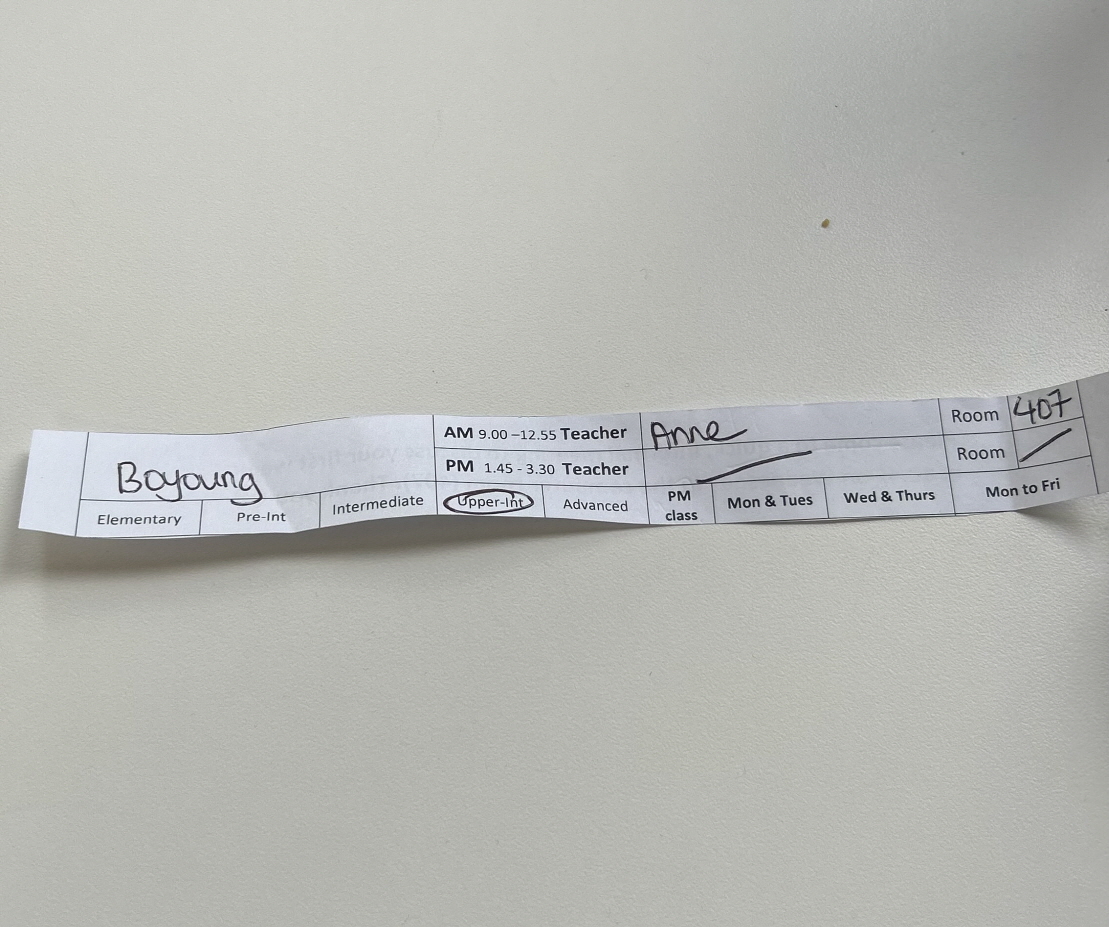 AM 9.00 – 12.55 Teacher Anne Room 407
Boyoung
PM 1.45 - 3.30 Teacher Room
Elementary Pre-Int Intermediate Upper-Int Advanced PM class Mon & Tues Wed & Thurs Mon to Fri